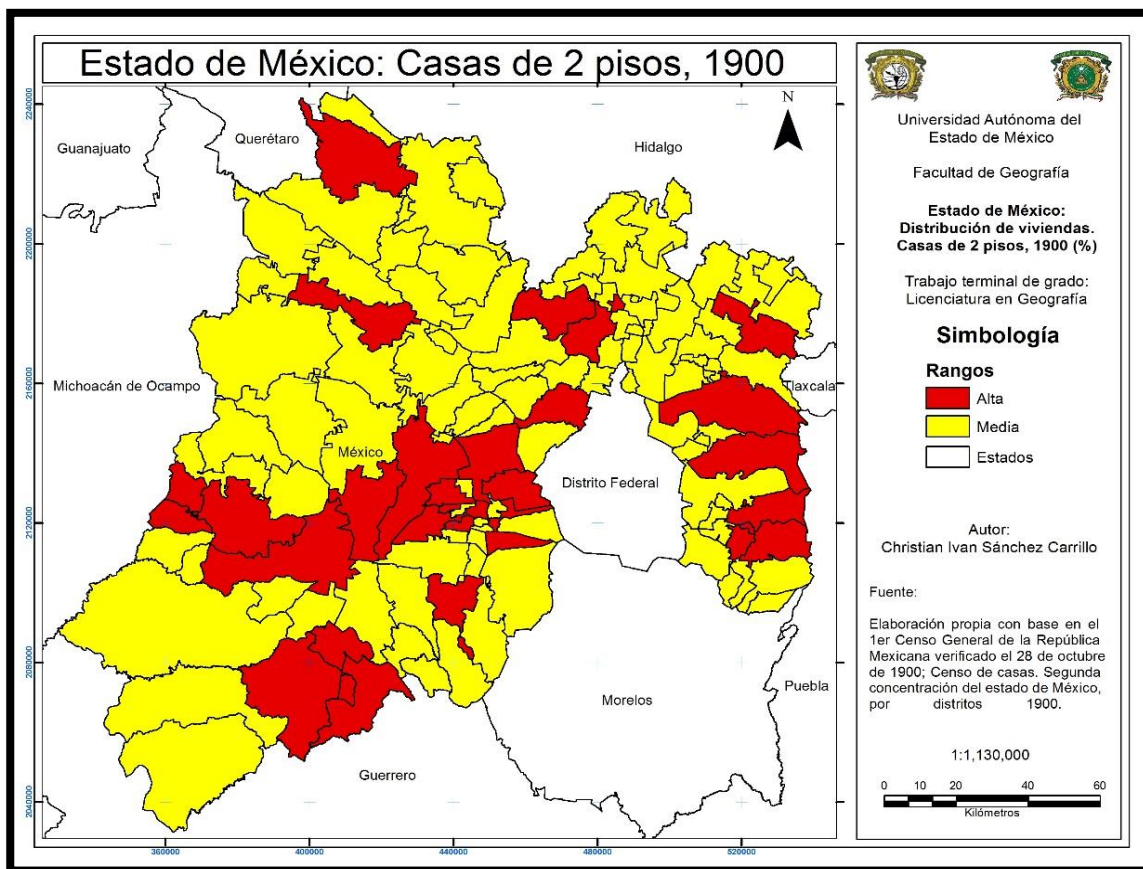 Estado de México: Casas de 2 pisos, 1900
N
Guanajuato
Querétaro
Hidalgo
Michoacán de Ocampo
México
Tlaxcala
Distrito Federal
Morelos
Puebla
Guerrero
2240000
2200000
2160000
2120000
2080000
2040000
360000
400000
440000
480000
520000
Universidad Autónoma del
Estado de México
Facultad de Geografía
Estado de México:
Distribución de viviendas.
Casas de 2 pisos, 1900 (%)
Trabajo terminal de grado:
Licenciatura en Geografía
Simbología
Rangos
Alta
Media
Estados
Autor:
Christian Ivan Sánchez Carrillo
Fuente:
Elaboración propia con base en el
1er Censo General de la República
Mexicana verificado el 28 de octubre
de 1900; Censo de casas. Segunda
concentración del estado de México,
por distritos 1900.
1:1,130,000
0 10 20 40 60
Kilómetros